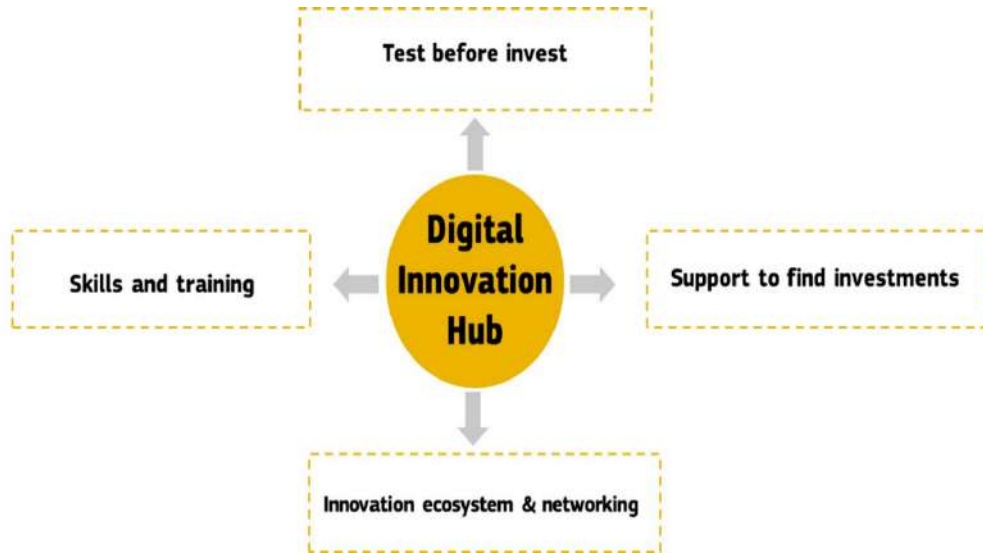 Test before invest
Skills and training
Digital
Innovation
Hub
Support to find investments
Innovation ecosystem & networking